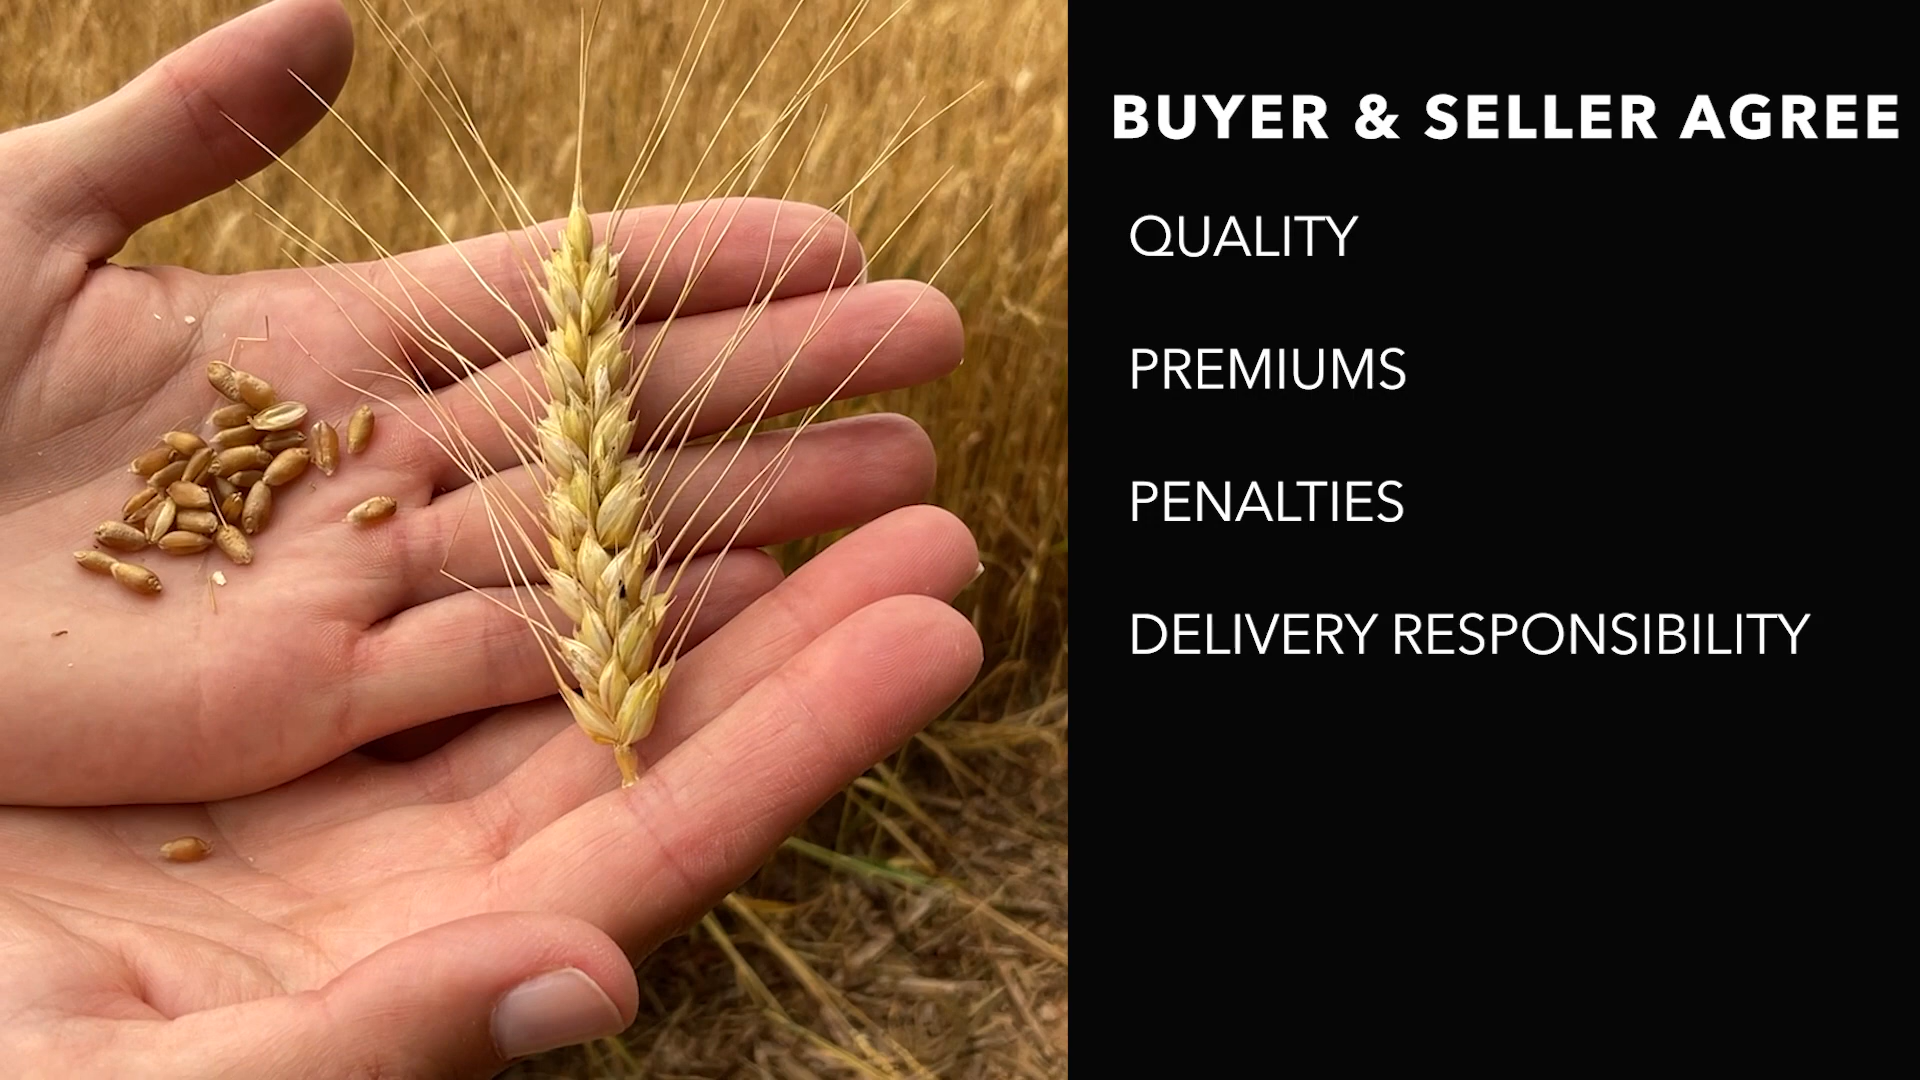 BUYER & SELLER AGREE
QUALITY
PREMIUMS
PENALTIES
DELIVERY RESPONSIBILITY